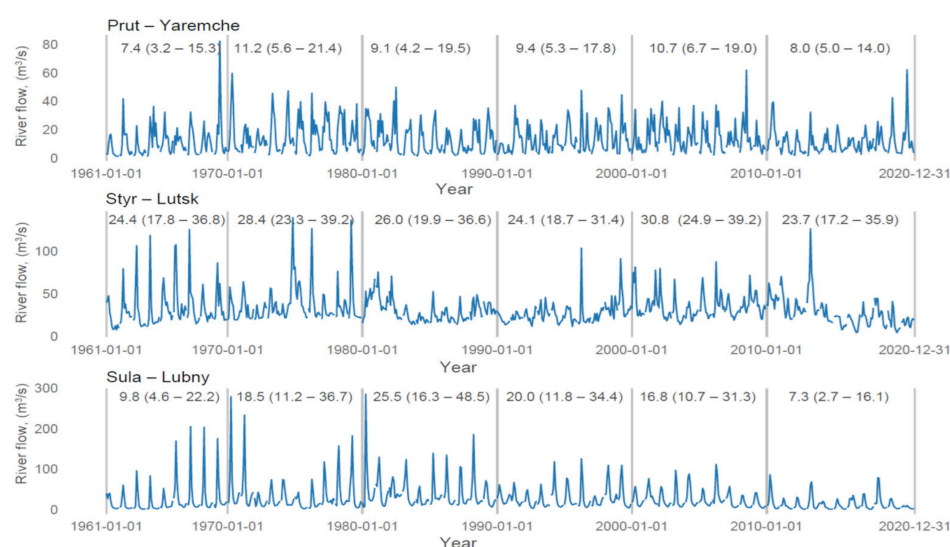 Prut – Yaremche
7.4 (3.2 – 15.3) 11.2 (5.6 – 21.4) 9.1 (4.2 – 19.5) 9.4 (5.3 – 17.8) 10.7 (6.7 – 19.0) 8.0 (5.0 – 14.0)
River flow, (m³/s)
80
60
40
20
0
1961-01-01 1970-01-01 1980-01-01 1990-01-01 2000-01-01 2010-01-01 2020-12-31
Year
Styr – Lutsk
24.4 (17.8 – 36.8) 28.4 (23.3 – 39.2) 26.0 (19.9 – 36.6) 24.1 (18.7 – 31.4) 30.8 (24.9 – 39.2) 23.7 (17.2 – 35.9)
River flow, (m³/s)
100
50
0
1961-01-01 1970-01-01 1980-01-01 1990-01-01 2000-01-01 2010-01-01 2020-12-31
Year
Sula – Lubny
9.8 (4.6 – 22.2) 18.5 (11.2 – 36.7) 25.5 (16.3 – 48.5) 20.0 (11.8 – 34.4) 16.8 (10.7 – 31.3) 7.3 (2.7 – 16.1)
River flow, (m³/s)
300
200
100
0
1961-01-01 1970-01-01 1980-01-01 1990-01-01 2000-01-01 2010-01-01 2020-12-31
Year